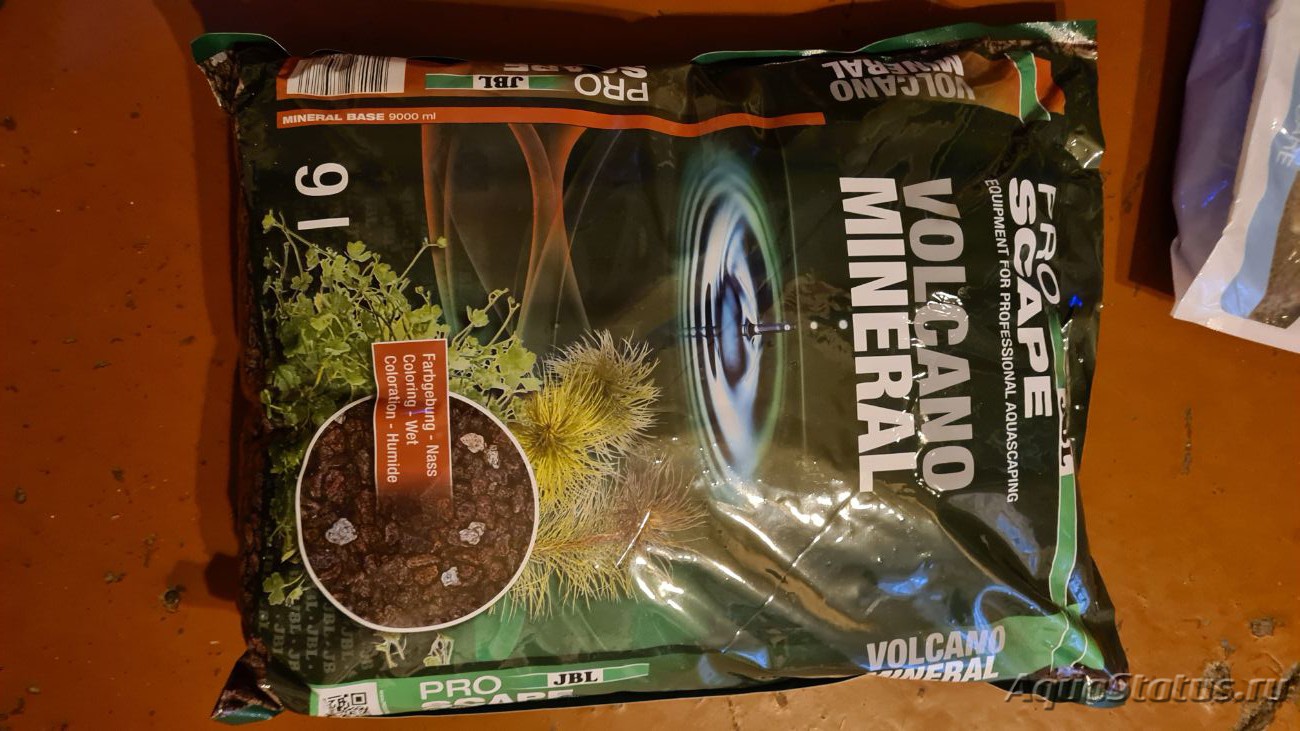 PRO
SCAPE
EQUIPMENT FOR PROFESSIONAL AQUASCAPING
JBL
VOLCANO
MINERAL
VOLCANO
MINERAL
MINERAL BASE 9000 ml
PRO
SCAPE
JBL
9 l
Farbgebung - Nass
Coloring - Wet
Coloration - Humide
VOLCANO
MINERAL
PRO
SCAPE
JBL
AquaStatus.ru